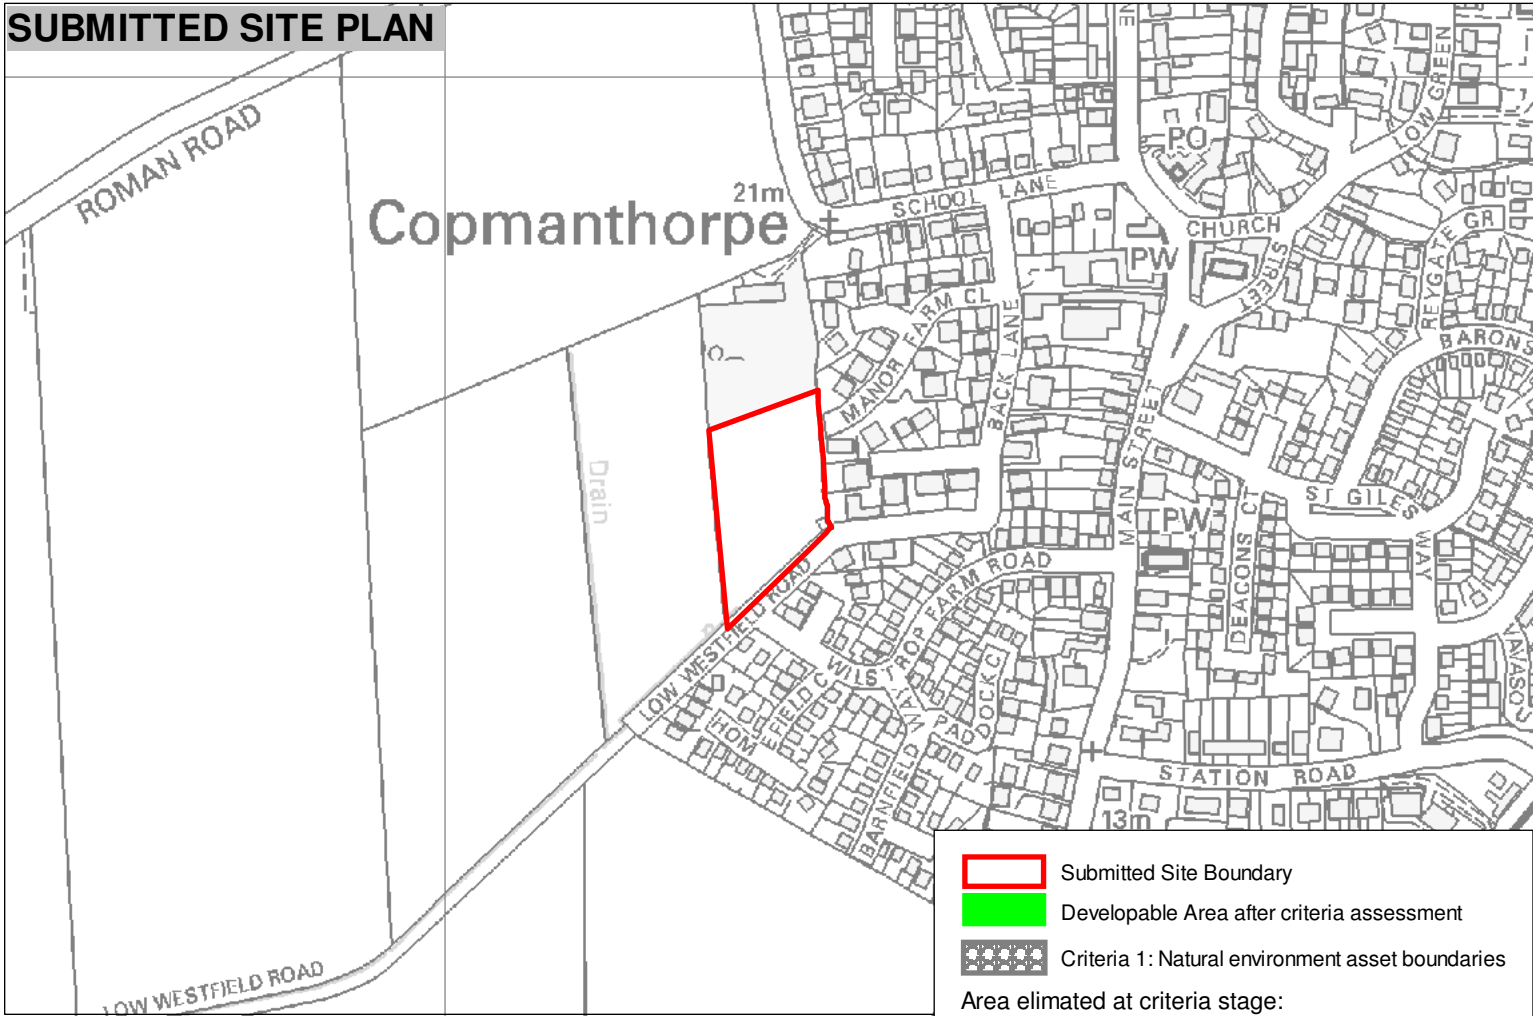 SUBMITTED SITE PLAN
ROMAN ROAD
Copmanthorpe
21m
SCHOOL LANE
PO
OW GREEN
CHURCH
STREET
PW
REYGATE GR
BARONS
MANOR FARM CL
BACK LANE
MAIN STREET
Drain
ST GILES
WAY
PW
DEACONS CT
LOW WESTFIELD ROAD
WILSTROP FARM ROAD
HOM
EFIELD C
BARNFIELD WAY
PADDOCK C
STATION ROAD
13m
LOW WESTFIELD ROAD
Submitted Site Boundary
Developable Area after criteria assessment
Criteria 1: Natural environment asset boundaries
Area elimated at criteria stage: